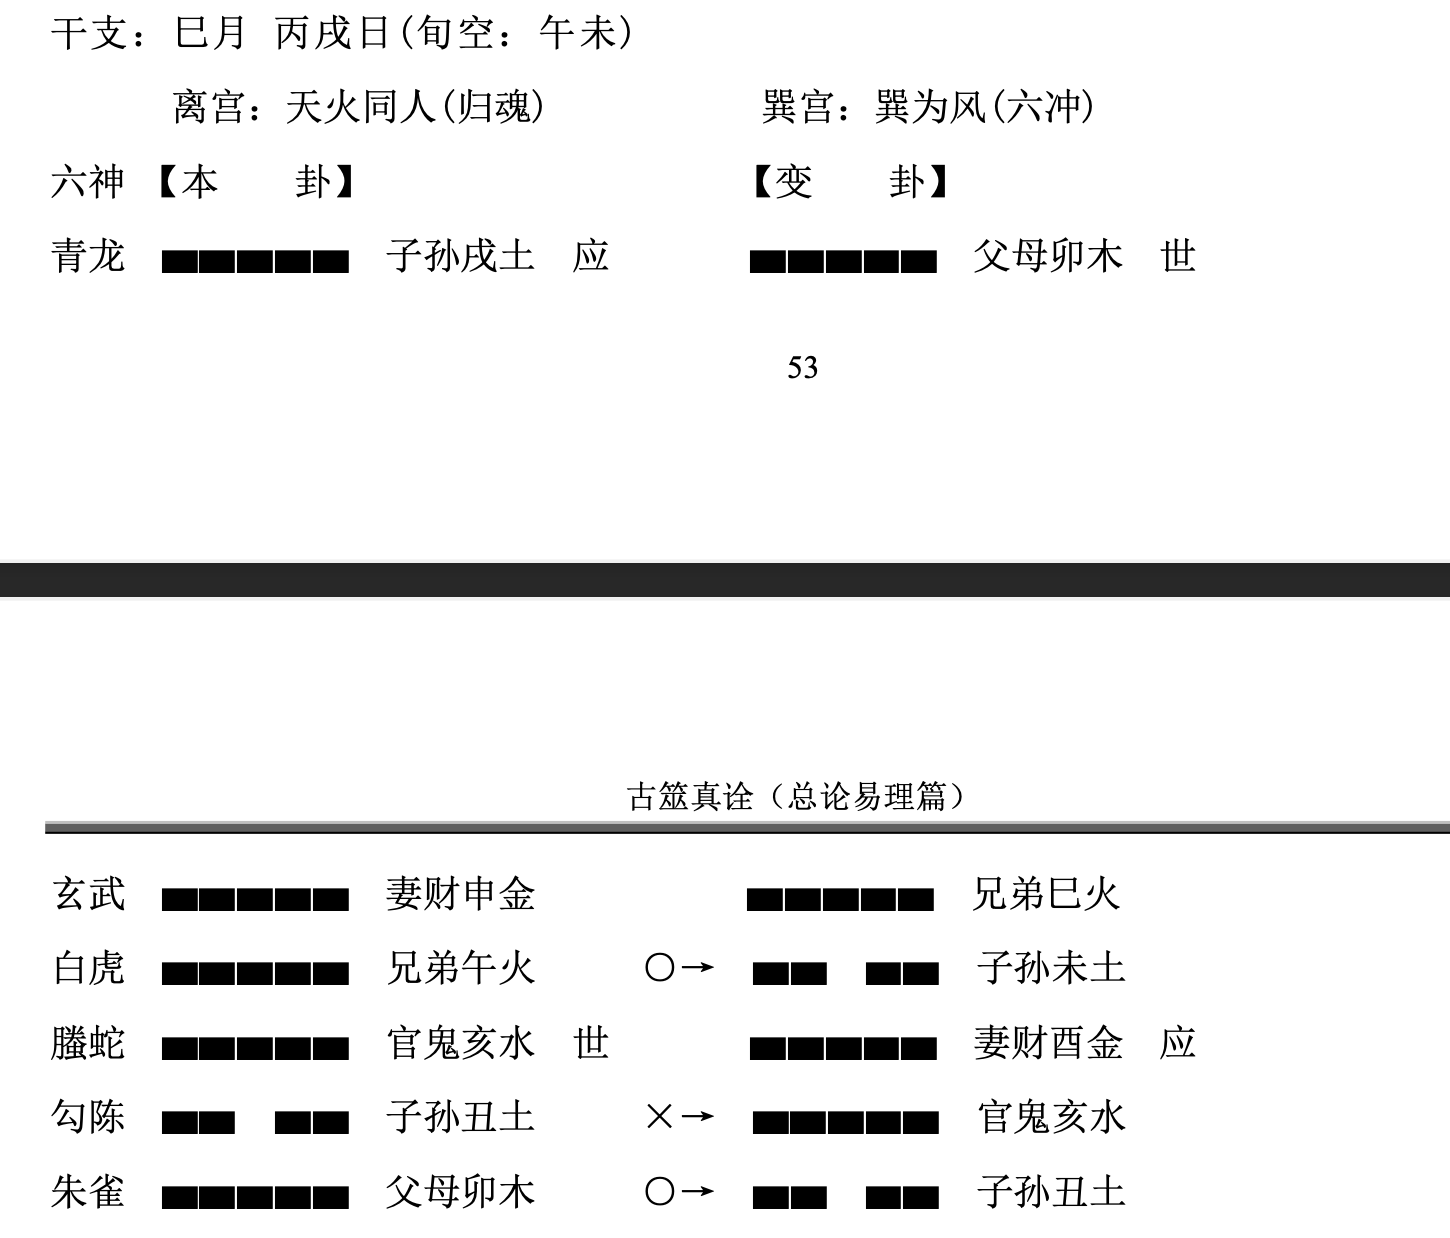 干支：巳月 丙戌日(旬空：午未)
离宫：天火同人(归魂) 巽宫：巽为风(六冲)
六神 【本 卦】 【变 卦】
青龙 子孙戌土 应 父母卯木 世
53
古筮真诠（总论易理篇）
玄武 妻财申金 兄弟巳火
白虎 兄弟午火 ○→ 子孙未土
螣蛇 官鬼亥水 世 妻财酉金 应
勾陈 子孙丑土 ×→ 官鬼亥水
朱雀 父母卯木 ○→ 子孙丑土